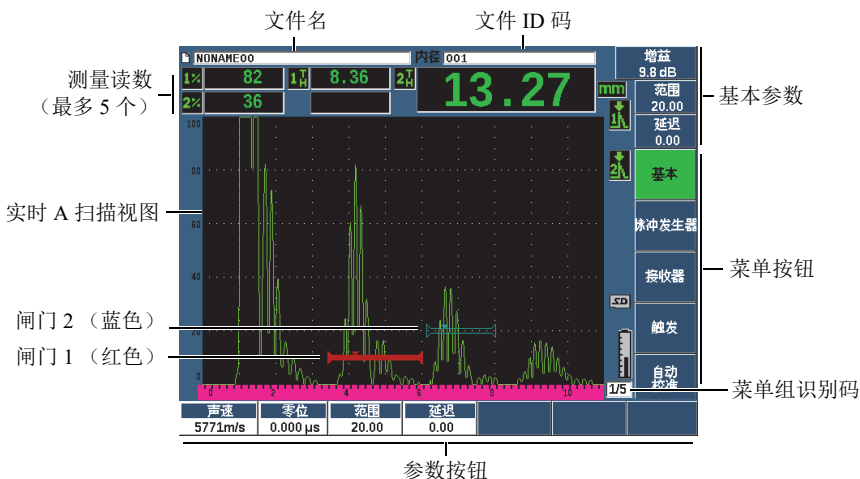 文件名
文件 ID 码
NONAME00
内径 001
增益
9.8 dB
测量读数
（最多 5 个）
1% 82
1TH 8.36
2TH 13.27
mm
2% 36
范围
20.00
延迟
0.00
基本参数
100
80
60
40
20
0
实时 A 扫描视图
闸门 2 （蓝色）
闸门 1 （红色）
1
2
基本
脉冲发生器
接收器
触发
自动
校准
菜单按钮
SD
1/5
菜单组识别码
0 2 4 6 8 10
声速
5771m/s
零位
0.000 µs
范围
20.00
延迟
0.00
参数按钮